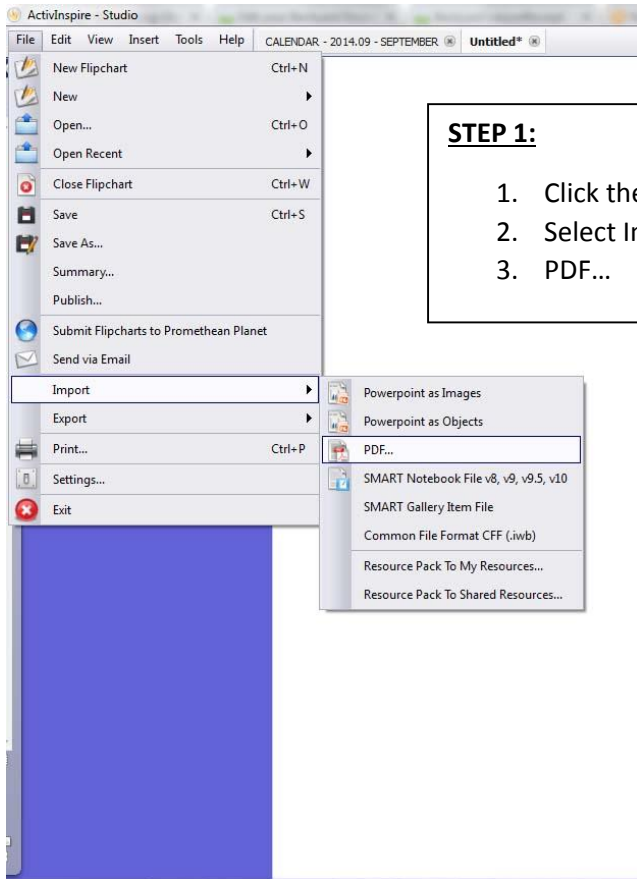 ActivInspire - Studio
File Edit View Insert Tools Help CALENDAR - 2014.09 - SEPTEMBER Untitled*
New Flipchart Ctrl+N
New
Open... Ctrl+O
Open Recent
Close Flipchart Ctrl+W
Save Ctrl+S
Save As...
Summary...
Publish...
Submit Flipcharts to Promethean Planet
Send via Email
Import
Export
Print... Ctrl+P
Settings...
Exit
Powerpoint as Images
Powerpoint as Objects
PDF...
SMART Notebook File v8, v9, v9.5, v10
SMART Gallery Item File
Common File Format CFF (.iwb)
Resource Pack To My Resources...
Resource Pack To Shared Resources...
STEP 1:
1. Click the
2. Select
3. PDF...